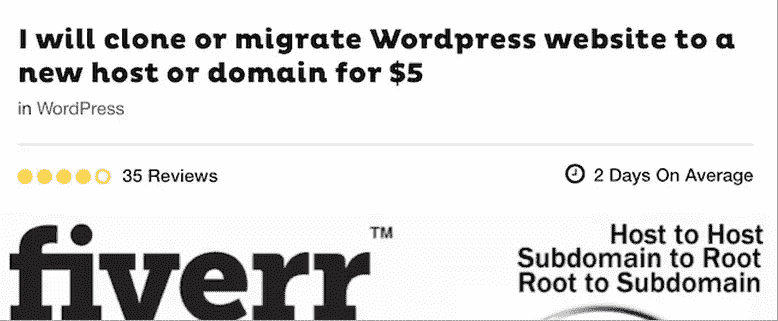 I will clone or migrate Wordpress website to a
new host or domain for $5
in WordPress
35 Reviews
2 Days On Average
fiverr™
Host to Host
Subdomain to Root
Root to Subdomain